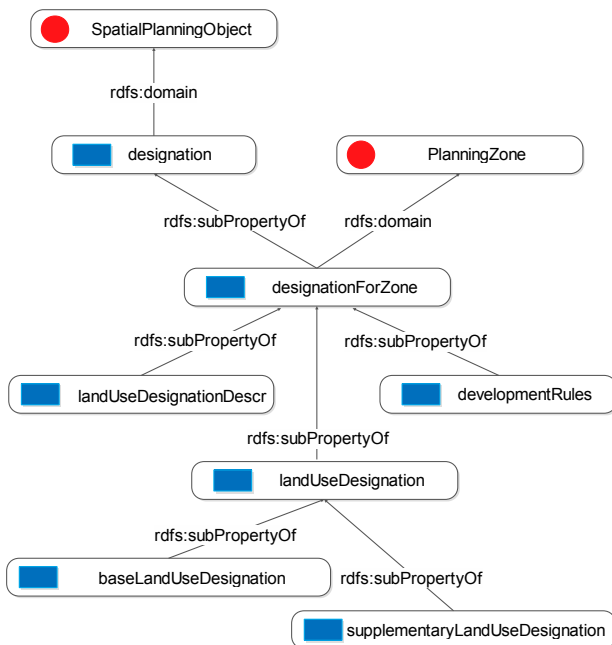 SpatialPlanningObject
rdfs:domain
designation
PlanningZone
rdfs:subPropertyOf
rdfs:domain
designationForZone
rdfs:subPropertyOf
rdfs:subPropertyOf
landUseDesignationDescr
developmentRules
rdfs:subPropertyOf
landUseDesignation
rdfs:subPropertyOf
baseLandUseDesignation
rdfs:subPropertyOf
supplementaryLandUseDesignation